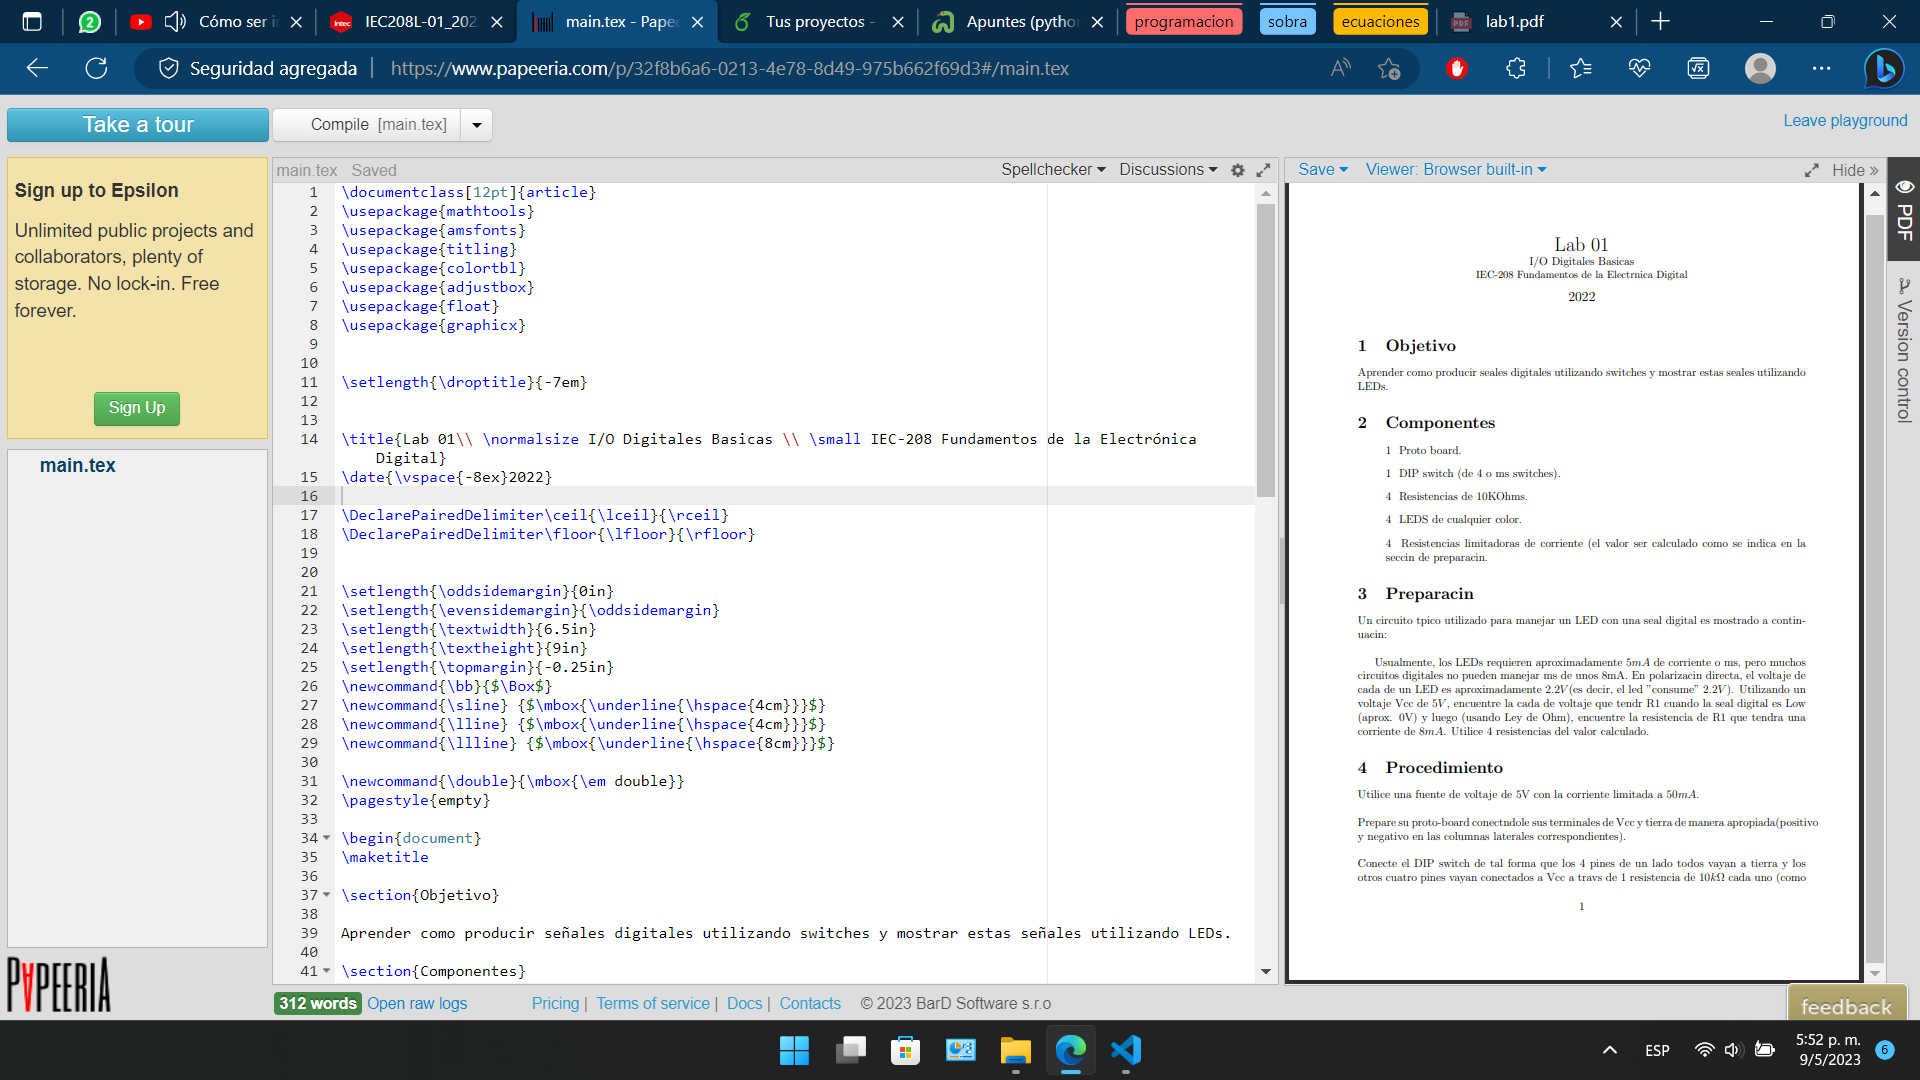 Cómo ser i
IEC208L-01_202
main.tex - Pape
Tus proyectos -
Apuntes (pytho
programacion
sobra
ecuaciones
lab1.pdf
Seguridad agregada
https://www.papeeria.com/p/32f8b6a6-0213-4e78-8d49-975b662f69d3#/main.tex
Take a tour
Compile [main.tex]
Leave playground
Sign up to Epsilon
Unlimited public projects and
collaborators, plenty of
storage. No lock-in. Free
forever.
Sign Up
main.tex
main.tex Saved
Spellchecker
Discussions
1 \documentclass[12pt]{article}
2 \usepackage{mathtools}
3 \usepackage{amsfonts}
4 \usepackage{titling}
5 \usepackage{colortbl}
6 \usepackage{adjustbox}
7 \usepackage{float}
8 \usepackage{graphicx}
9
10
11 \setlength{\droptitle}{-7em}
12
13
14 \title{Lab 01\\ \normalsize I/O Digitales Basicas \\ \small IEC-208 Fundamentos de la Electrónica
Digital}
15 \date{\vspace{-8ex}2022}
16
17 \DeclarePairedDelimiter\ceil{\lceil}{\rceil}
18 \DeclarePairedDelimiter\floor{\lfloor}{\rfloor}
19
20
21 \setlength{\oddsidemargin}{0in}
22 \setlength{\evensidemargin}{\oddsidemargin}
23 \setlength{\textwidth}{6.5in}
24 \setlength{\textheight}{9in}
25 \setlength{\topmargin}{-0.25in}
26 \newcommand{\bb}{$\Box$}
27 \newcommand{\sline} {$\mbox{\underline{\hspace{4cm}}}$}
28 \newcommand{\lline} {$\mbox{\underline{\hspace{4cm}}}$}
29 \newcommand{\llline} {$\mbox{\underline{\hspace{8cm}}}$}
30
31 \newcommand{\double}{\mbox{\em double}}
32 \pagestyle{empty}
33
34 \begin{document}
35 \maketitle
36
37 \section{Objetivo}
38
39 Aprender como producir señales digitales utilizando switches y mostrar estas señales utilizando LEDs.
40
41 \section{Componentes}
Save
Viewer: Browser built-in
Hide »
PDF
Version control
Lab 01
I/O Digitales Basicas
IEC-208 Fundamentos de la Electrnica Digital
2022
1 Objetivo
Aprender como producir seales digitales utilizando switches y mostrar estas seales utilizando
LEDs.
2 Componentes
1 Proto board.
1 DIP switch (de 4 o ms switches).
4 Resistencias de 10KOhms.
4 LEDS de cualquier color.
4 Resistencias limitadoras de corriente (el valor ser calculado como se indica en la
seccin de preparacin.
3 Preparacin
Un circuito tpico utilizado para manejar un LED con una seal digital es mostrado a contin-
uacin:
Usualmente, los LEDs requieren aproximadamente 5mA de corriente o ms, pero muchos
circuitos digitales no pueden manejar ms de unos 8mA. En polarizacin directa, el voltaje de
cada de un LED es aproximadamente 2.2V(es decir, el led "consume" 2.2V). Utilizando un
voltaje Vcc de 5V, encuentre la cada de voltaje que tendr R1 cuando la seal digital es Low
(aprox. 0V) y luego (usando Ley de Ohm), encuentre la resistencia de R1 que tendra una
corriente de 8mA. Utilice 4 resistencias del valor calculado.
4 Procedimiento
Utilice una fuente de voltaje de 5V con la corriente limitada a 50mA.
Prepare su proto-board conectndole sus terminales de Vcc y tierra de manera apropiada(positivo
y negativo en las columnas laterales correspondientes).
Conecte el DIP switch de tal forma que los 4 pines de un lado todos vayan a tierra y los
otros cuatro pines vayan conectados a Vcc a travs de 1 resistencia de 10kΩ cada uno (como
1
PAPEERIA
312 words
Open raw logs
Pricing | Terms of service | Docs | Contacts © 2023 BarD Software s.r.o
feedback
ESP
5:52 p. m.
9/5/2023
6